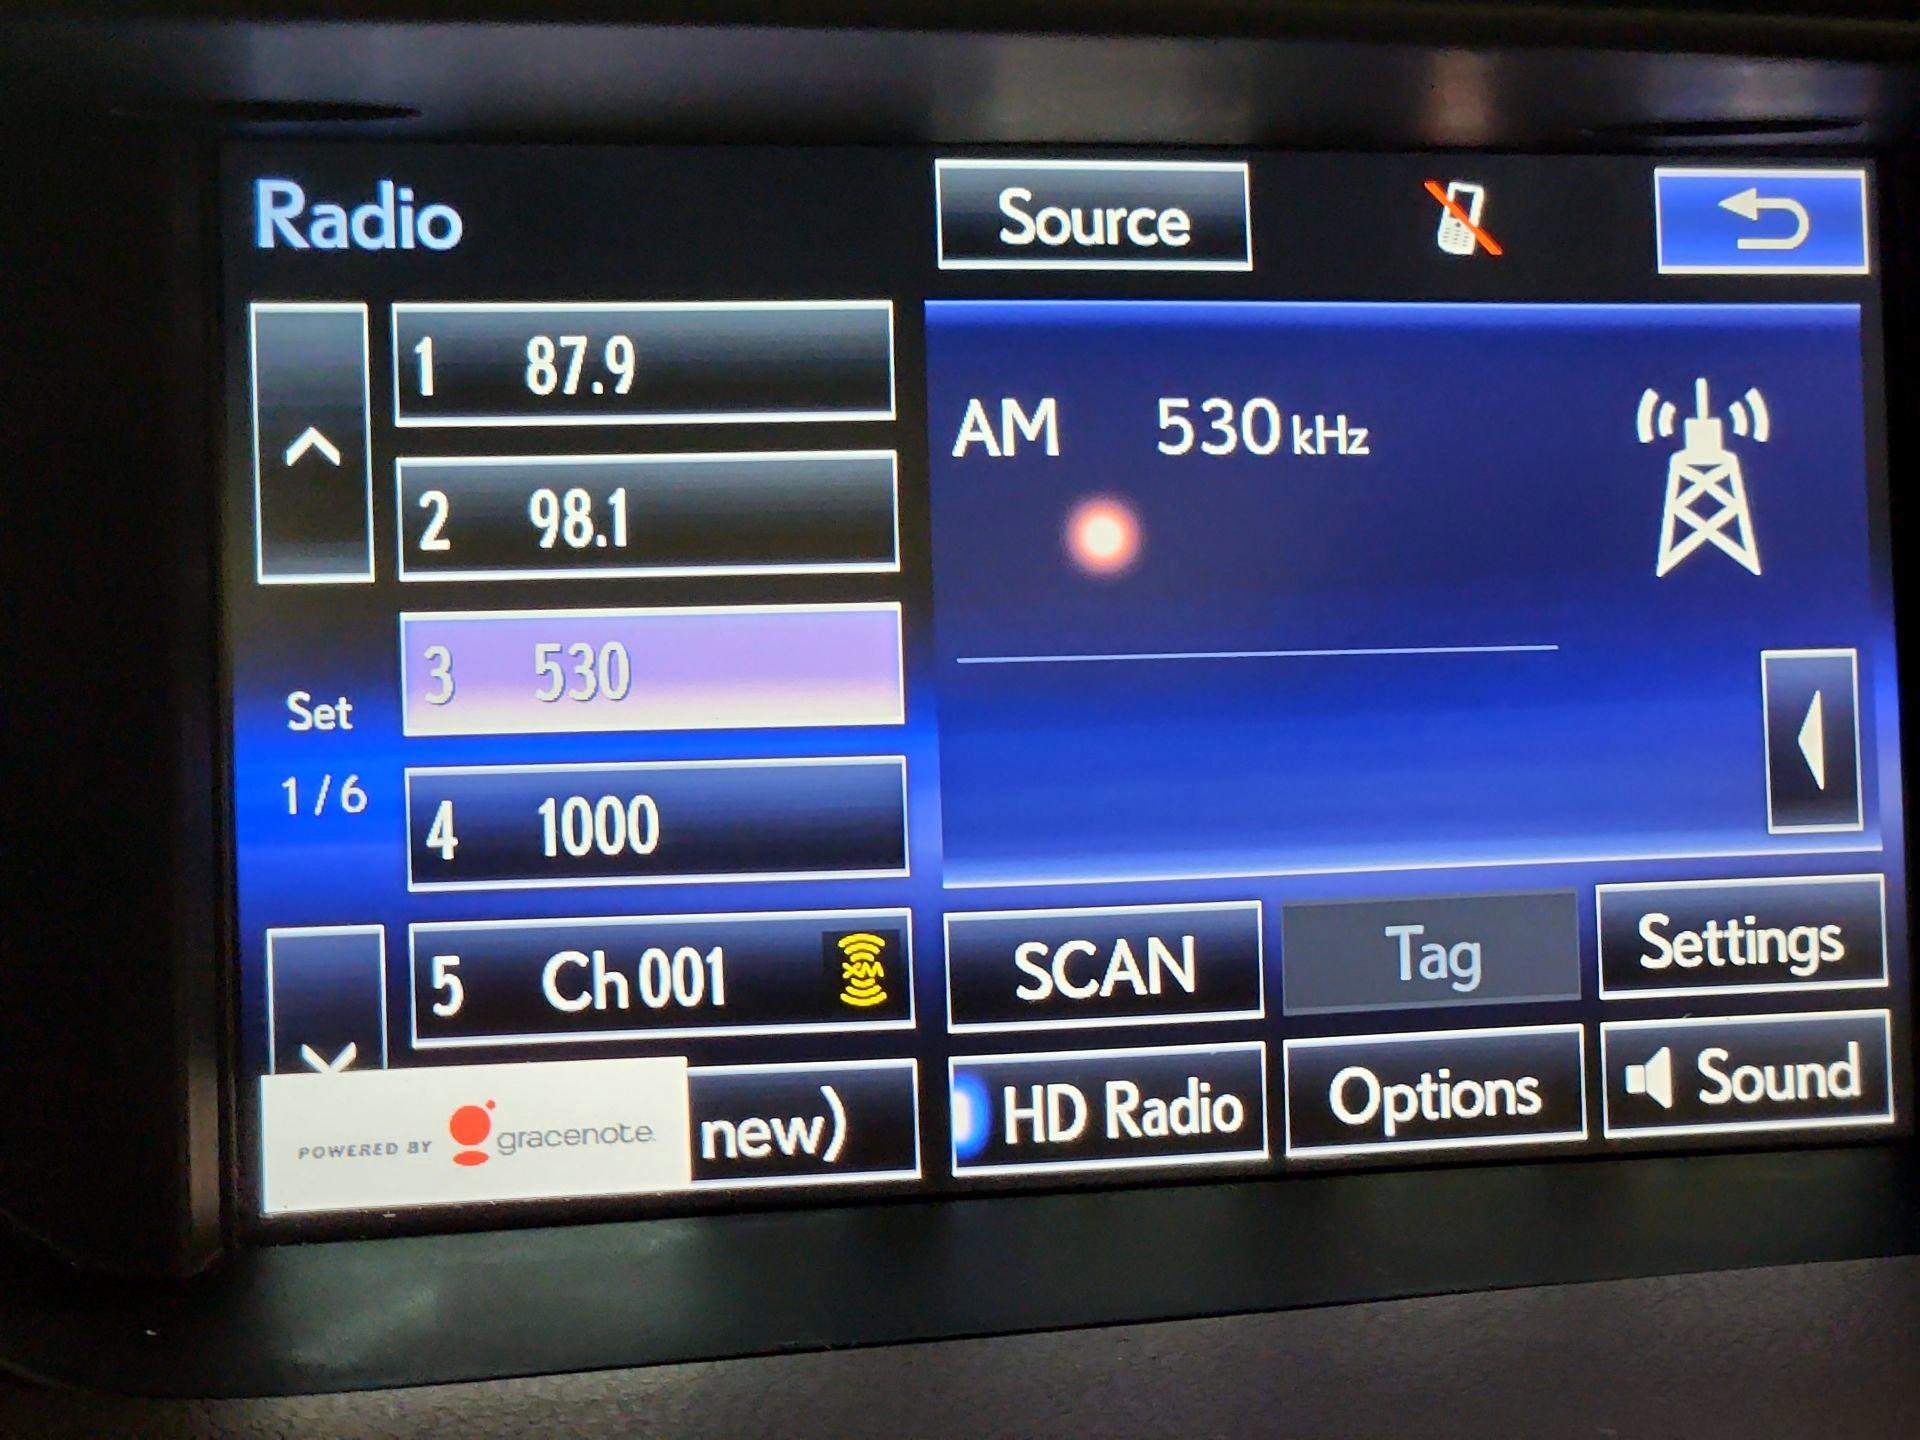 Radio
Source
1 87.9
2 98.1
3 530
4 1000
5 Ch 001
XM
new)
Set
1 / 6
POWERED BY gracenote.
AM 530 kHz
SCAN
Tag
Settings
HD Radio
Options
Sound